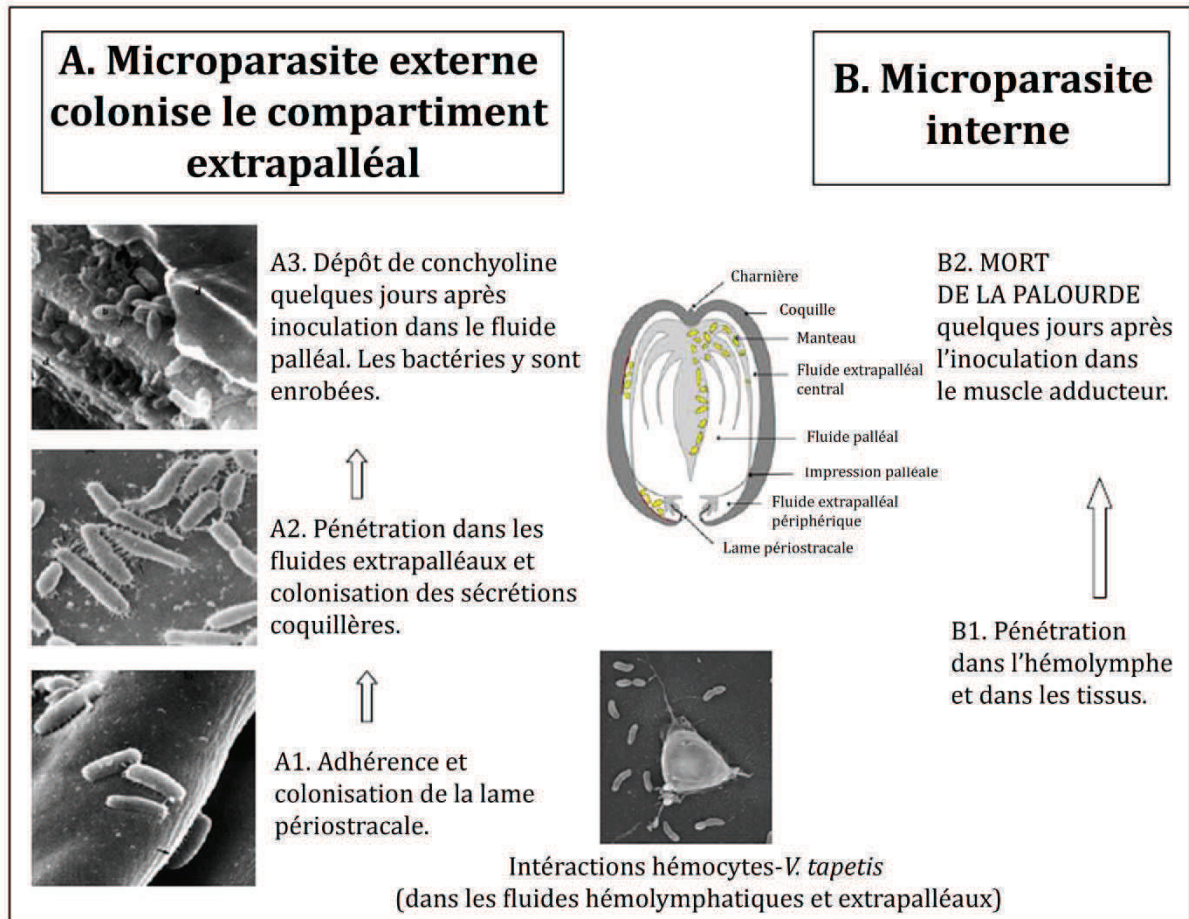 A. Microparasite externe
colonise le compartiment
extrapalléal
B. Microparasite
interne
A3. Dépôt de conchyoline
quelques jours après
inoculation dans le fluide
palléal. Les bactéries y sont
enrobées.
A2. Pénétration dans les
fluides extrapalléaux et
colonisation des sécrétions
coquillères.
A1. Adhérence et
colonisation de la lame
périostracale.
Charnière
Coquille
Manteau
Fluide extrapalléal
central
Fluide palléal
Impression palléale
Fluide extrapalléal
périphérique
Lame périostracale
B2. MORT
DE LA PALOURDE
quelques jours après
l’inoculation dans
le muscle adducteur.
B1. Pénétration
dans l’hémolymphe
et dans les tissus.
Intéractions hémocytes-V. tapetis
(dans les fluides hémolymphatiques et extrapalléaux)